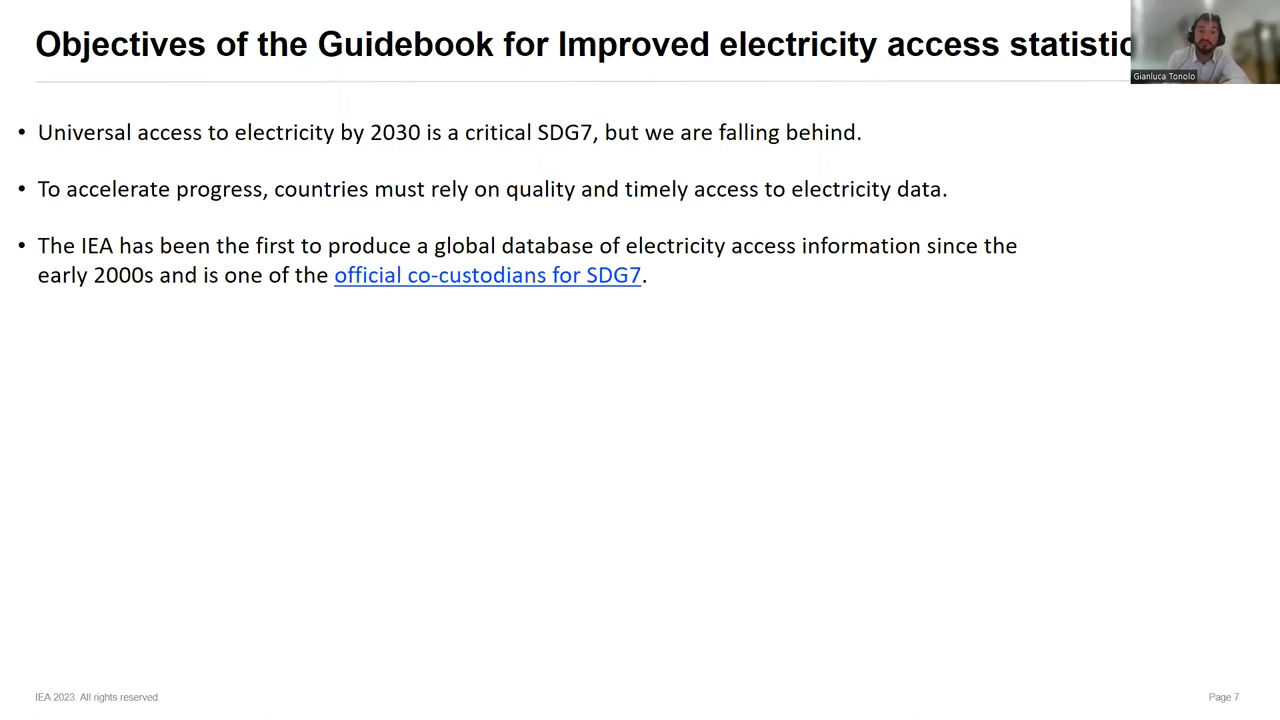 Objectives of the Guidebook for Improved electricity access statistic
Gianluca Tonolo
• Universal access to electricity by 2030 is a critical SDG7, but we are falling behind.
• To accelerate progress, countries must rely on quality and timely access to electricity data.
• The IEA has been the first to produce a global database of electricity access information since the
early 2000s and is one of the official co-custodians for SDG7.
IEA 2023. All rights reserved.
Page 7